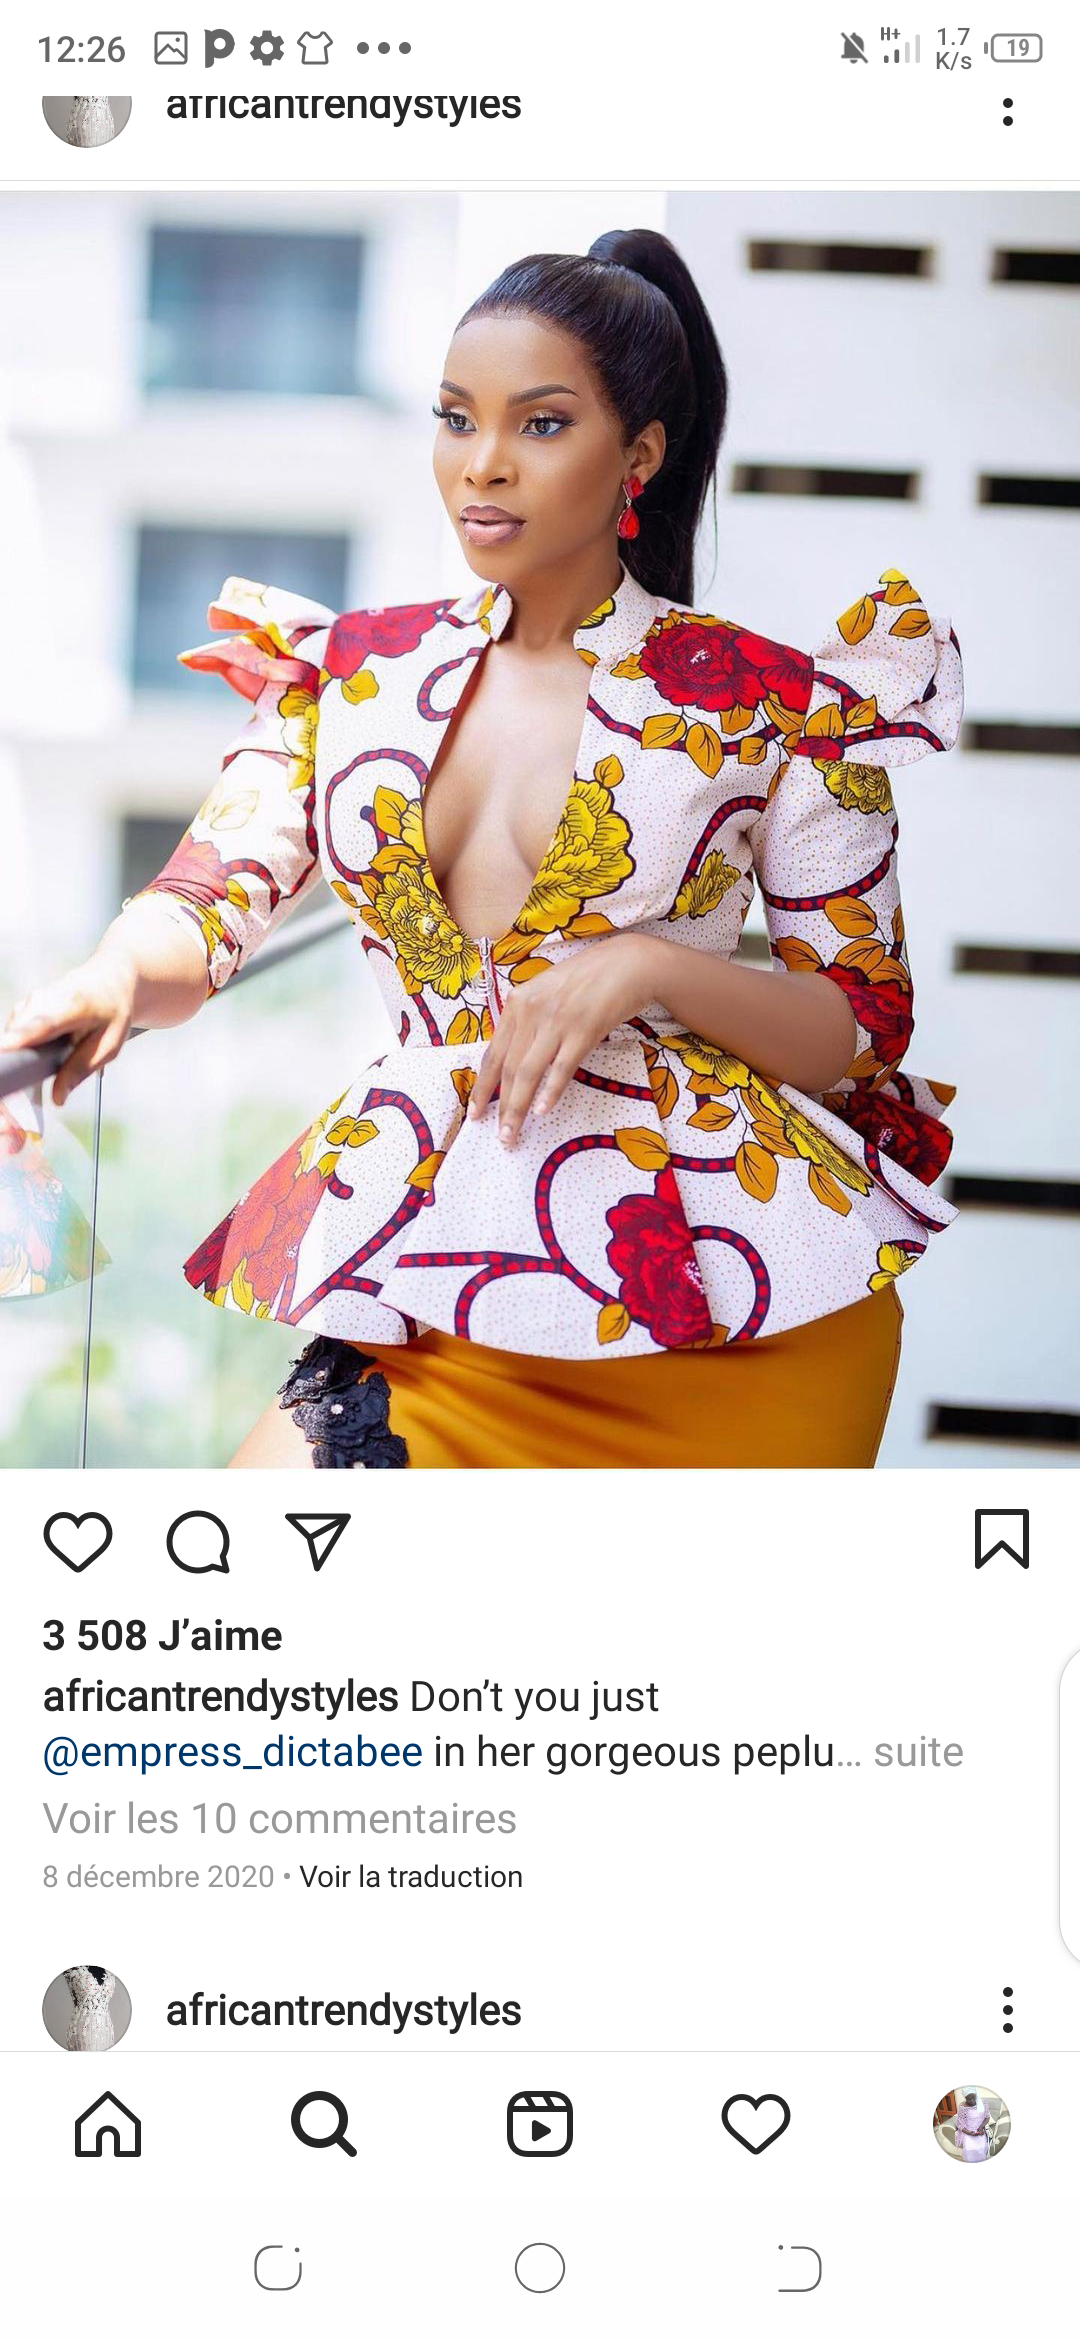 12:26
H+
1.7
K/s
19
africantrendystyles
3 508 J’aime
africantrendystyles Don’t you just
@empress_dictabee in her gorgeous peplu... suite
Voir les 10 commentaires
8 décembre 2020 • Voir la traduction
africantrendystyles